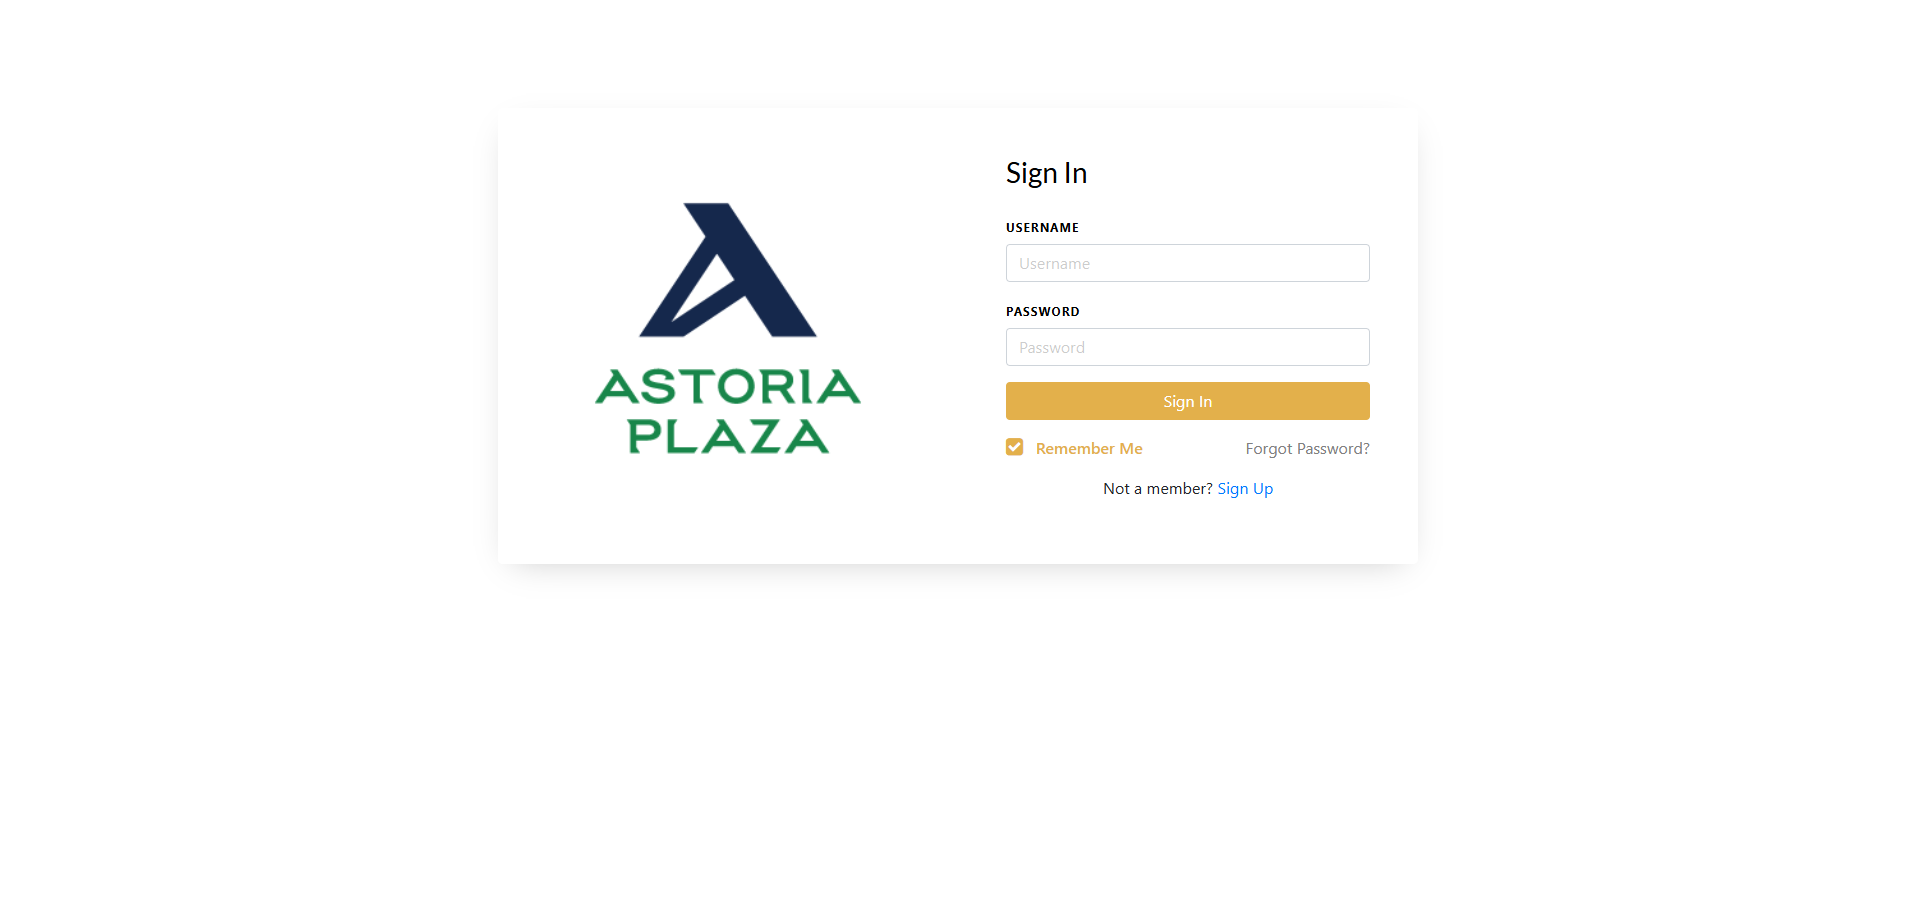 ASTORIA
PLAZA
Sign In
USERNAME
Username
PASSWORD
Password
Sign In
Remember Me
Forgot Password?
Not a member? Sign Up